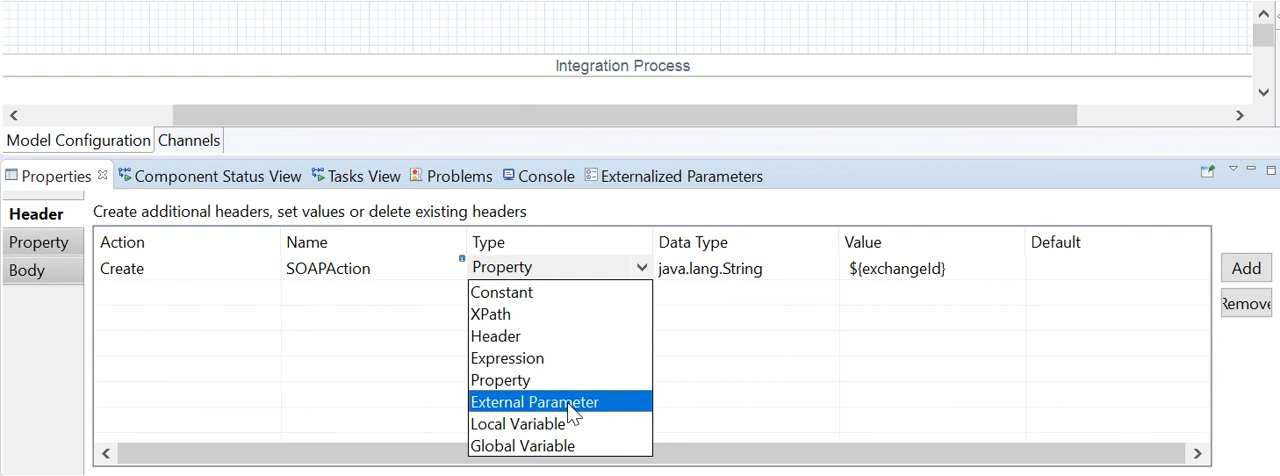 Integration Process
Model Configuration Channels
Properties Component Status View Tasks View Problems Console Externalized Parameters
Header Create additional headers, set values or delete existing headers
Property
Body
Action Name Type Data Type Value Default
Create SOAPAction Property java.lang.String ${exchangeId}
Add
Remove
Constant
XPath
Header
Expression
Property
External Parameter
Local Variable
Global Variable